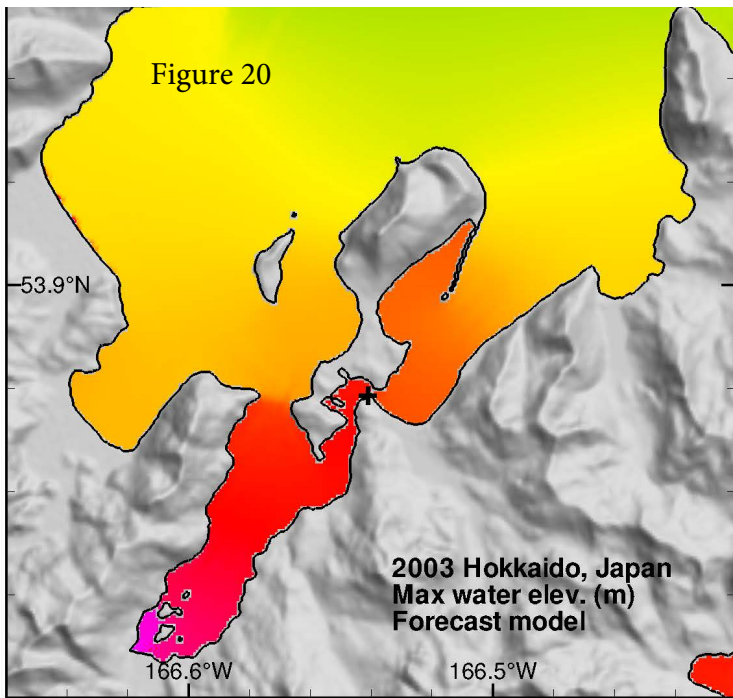 Figure 20
53.9°N
2003 Hokkaido, Japan
Max water elev. (m)
Forecast model
166.6°W
166.5°W